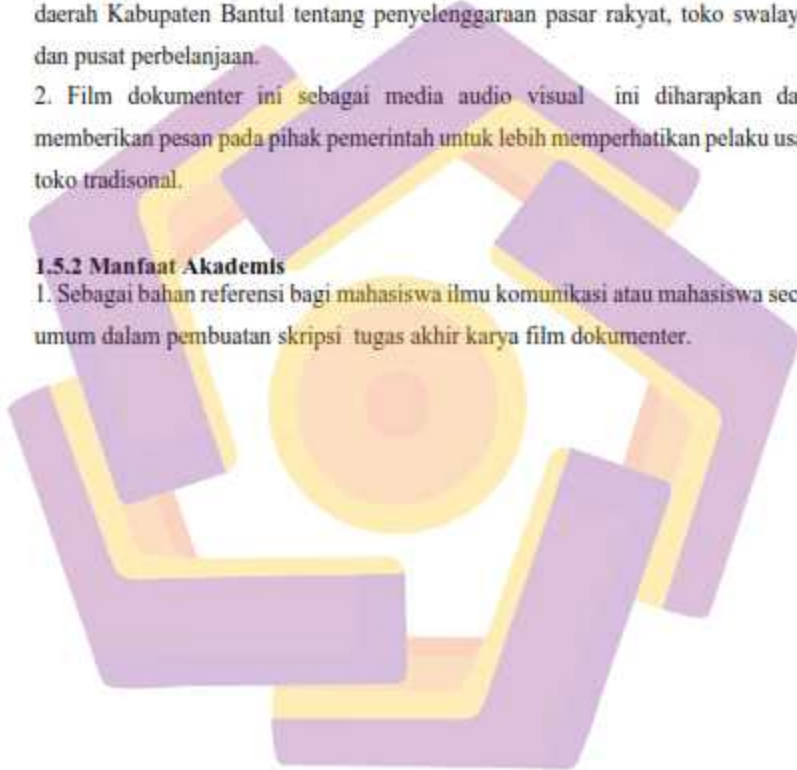 daerah Kabupaten Bantul tentang penyelenggaraan pasar rakyat, toko swalay
dan pusat perbelanjaan.
2. Film dokumenter ini sebagai media audio visual ini diharapkan da
memberikan pesan pada pihak pemerintah untuk lebih memperhatikan pelaku usa
toko tradisonal.
1.5.2 Manfaat Akademis
1. Sebagai bahan referensi bagi mahasiswa ilmu komunikasi atau mahasiswa sec
umum dalam pembuatan skripsi tugas akhir karya film dokumenter.